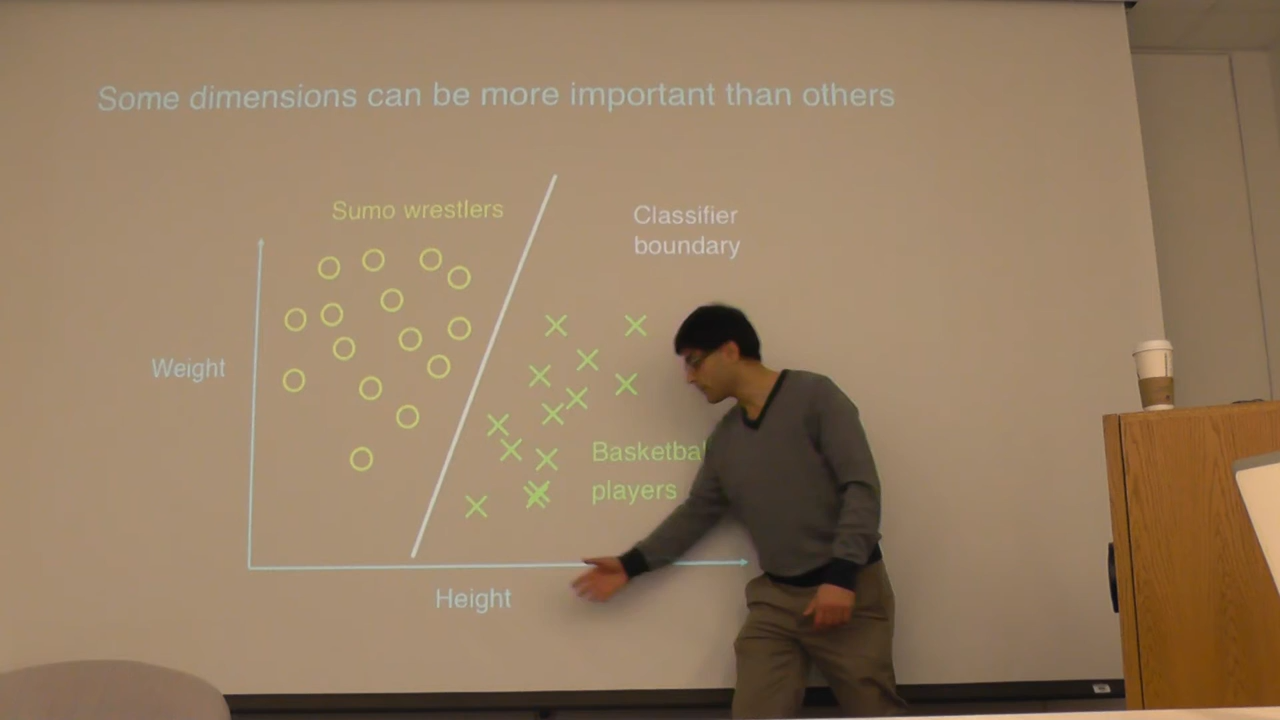 Some dimensions can be more important than others
Sumo wrestlers
Classifier
boundary
Weight
players
Height